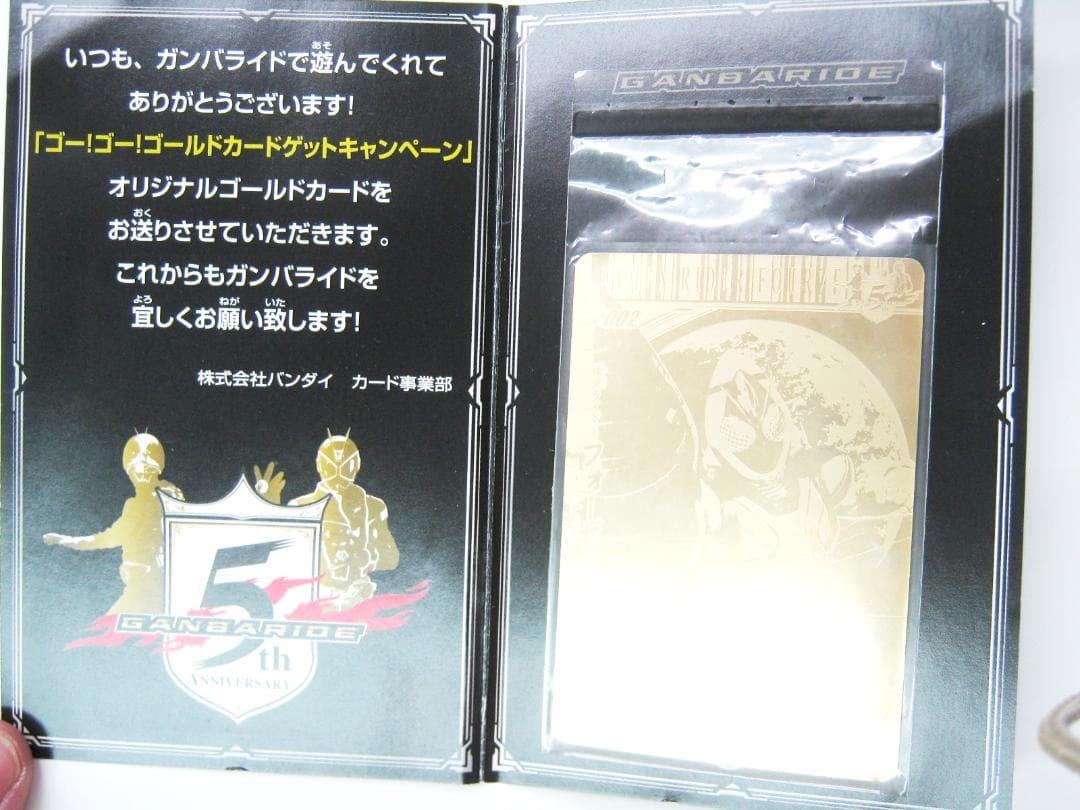 いつも、ガンバライドで遊んでくれて
ありがとうございます!
「ゴー!ゴー!ゴールドカードゲットキャンペーン」
オリジナルゴールドカードを
お送りさせていただきます。
これからもガンバライドを
宜しくお願い致します!
株式会社バンダイ カード事業部
5
GANBARIDE
th
ANNIVERSARY
GANBARIDE
RIDER FOURZE
002